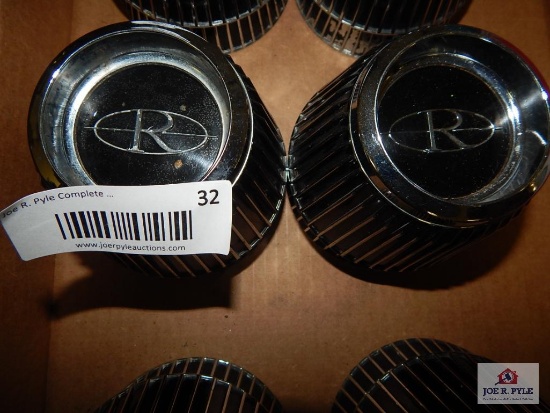 R
R
Joe R. Pyle Complete ...
32
www.joerpyleauctions.com
JOE R. PYLE